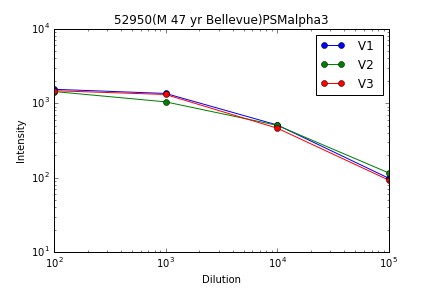 52950(M 47 yr Bellevue)PSMalpha3
10^4
10^3
10^2
10^1
Intensity
V1
V2
V3
10^2 10^3 10^4 10^5
Dilution